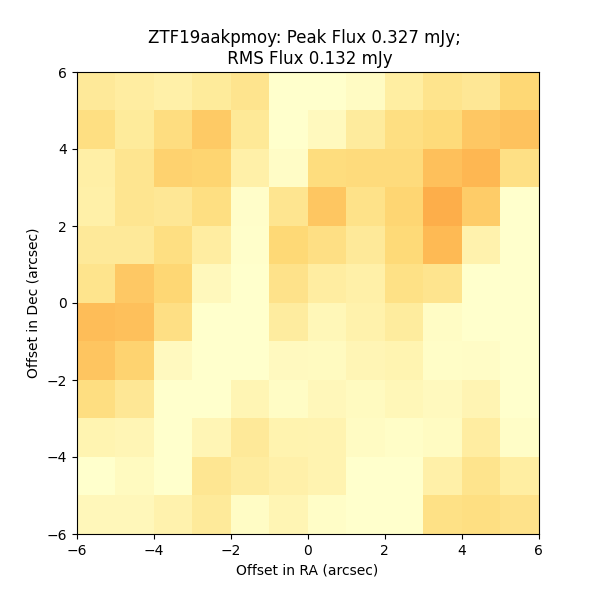 ZTF19aakpmoy: Peak Flux 0.327 mJy;
RMS Flux 0.132 mJy
6
4
2
0
−2
−4
−6
Offset in Dec (arcsec)
−6 −4 −2 0 2 4 6
Offset in RA (arcsec)